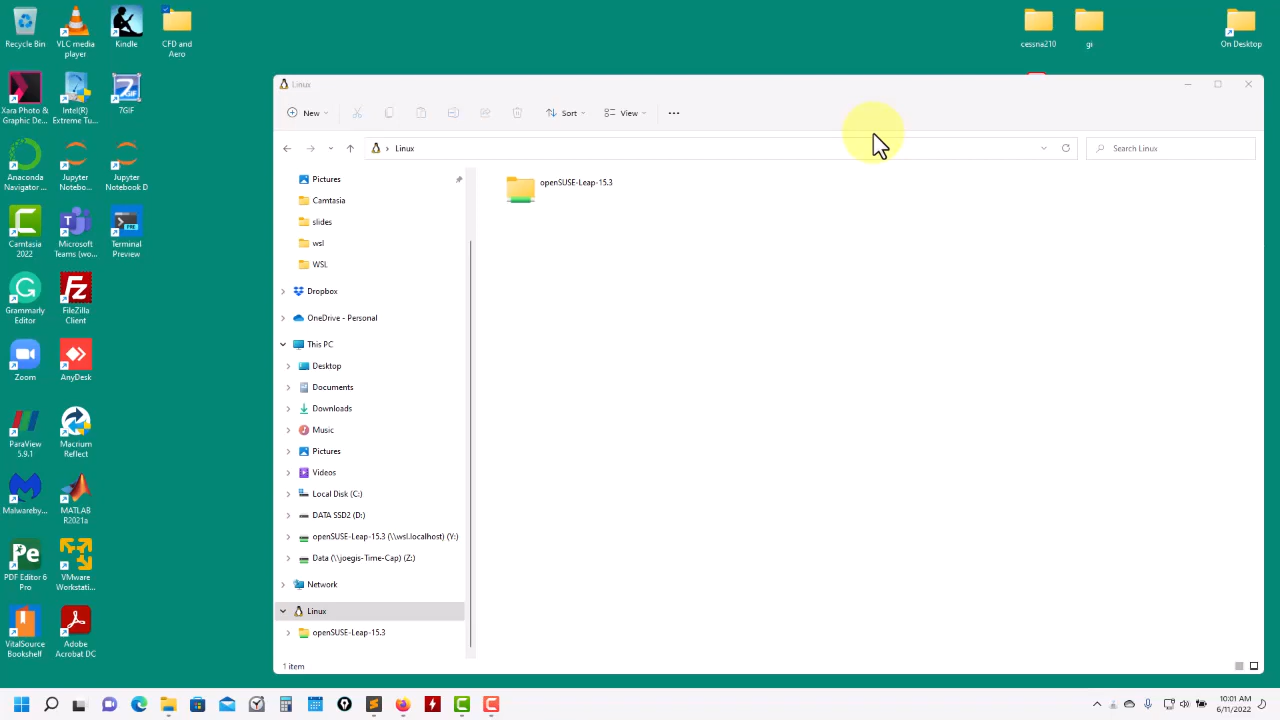 Recycle Bin
VLC media
player
Kindle
CFD and
Aero
cessna210
gi
On Desktop
Xara Photo &
Graphic De...
Intel(R)
Extreme Tu...
7GIF
Anaconda
Navigator ...
Jupyter
Notebo...
Jupyter
Notebook D
Camtasia
2022
Microsoft
Teams (wo...
Terminal
Preview
Grammarly
Editor
FileZilla
Client
Zoom
AnyDesk
ParaView
5.9.1
Macrium
Reflect
Malwareby...
MATLAB
R2021a
PDF Editor 6
Pro
VMware
Workstati...
VitalSource
Bookshelf
Adobe
Acrobat DC
Linux
New
Sort
View
Linux
Search Linux
Pictures
Camtasia
slides
wsl
WSL
Dropbox
OneDrive - Personal
This PC
Desktop
Documents
Downloads
Music
Pictures
Videos
Local Disk (C:)
DATA SSD2 (D:)
openSUSE-Leap-15.3 (\\wsl.localhost) (Y:)
Data (\\joegis-Time-Cap) (Z:)
Network
Linux
openSUSE-Leap-15.3
openSUSE-Leap-15.3
1 item
10:01 AM
6/11/2022